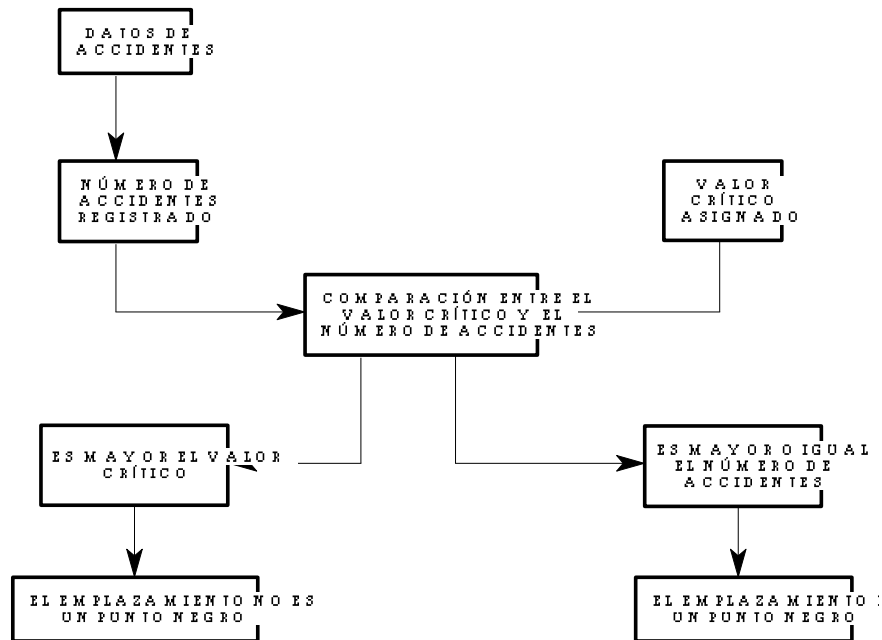 DATOS DE
ACCIDENTES
NÚMERO DE
ACCIDENTES
REGISTRADO
VALOR
CRÍTICO
ASIGNADO
COMPARACIÓN ENTRE EL
VALOR CRÍTICO Y EL
NÚMERO DE ACCIDENTES
ES MAYOR EL VALOR
CRÍTICO
ES MAYOR O IGUAL
EL NÚMERO DE
ACCIDENTES
EL EMPLAZAMIENTO NO ES
UN PUNTO NEGRO
EL EMPLAZAMIENTO
UN PUNTO NEGRO